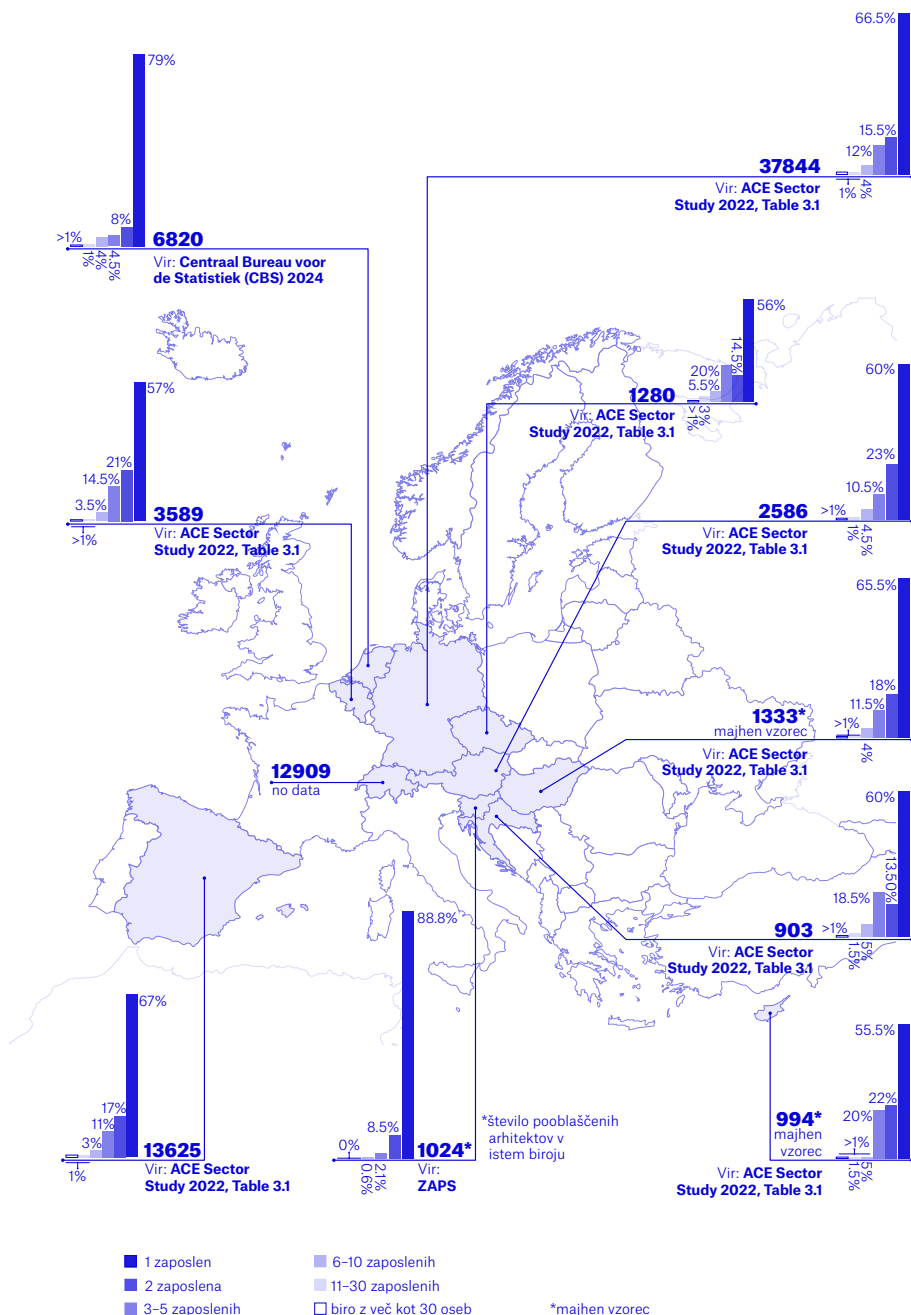 66.5%
15.5%
12%
4%
1%
37844
Vir: ACE Sector
Study 2022, Table 3.1
79%
8%
>1%
1%
4%
4.5%
6820
Vir: Centraal Bureau voor
de Statistiek (CBS) 2024
56%
14.5%
20%
5.5%
3%
>1%
1280
Vir: ACE Sector
Study 2022, Table 3.1
57%
21%
14.5%
3.5%
>1%
3589
Vir: ACE Sector
Study 2022, Table 3.1
60%
23%
10.5%
>1%
1%
4.5%
2586
Vir: ACE Sector
Study 2022, Table 3.1
65.5%
18%
11.5%
>1%
4%
1333*
majhen vzorec
Vir: ACE Sector
Study 2022, Table 3.1
12909
no data
60%
13.50%
18.5%
>1%
1.5%
5%
903
Vir: ACE Sector
Study 2022, Table 3.1
67%
17%
11%
3%
1%
13625
Vir: ACE Sector
Study 2022, Table 3.1
88.8%
8.5%
0%
0.6%
2.1%
1024*
Vir:
ZAPS
*število pooblaščenih
arhitektov v
istem biroju
55.5%
22%
20%
>1%
1.5%
5%
994*
majhen
vzorec
Vir: ACE Sector
Study 2022, Table 3.1
1 zaposlen
2 zaposlena
3–5 zaposlenih
6–10 zaposlenih
11–30 zaposlenih
biro z več kot 30 oseb
*majhen vzorec